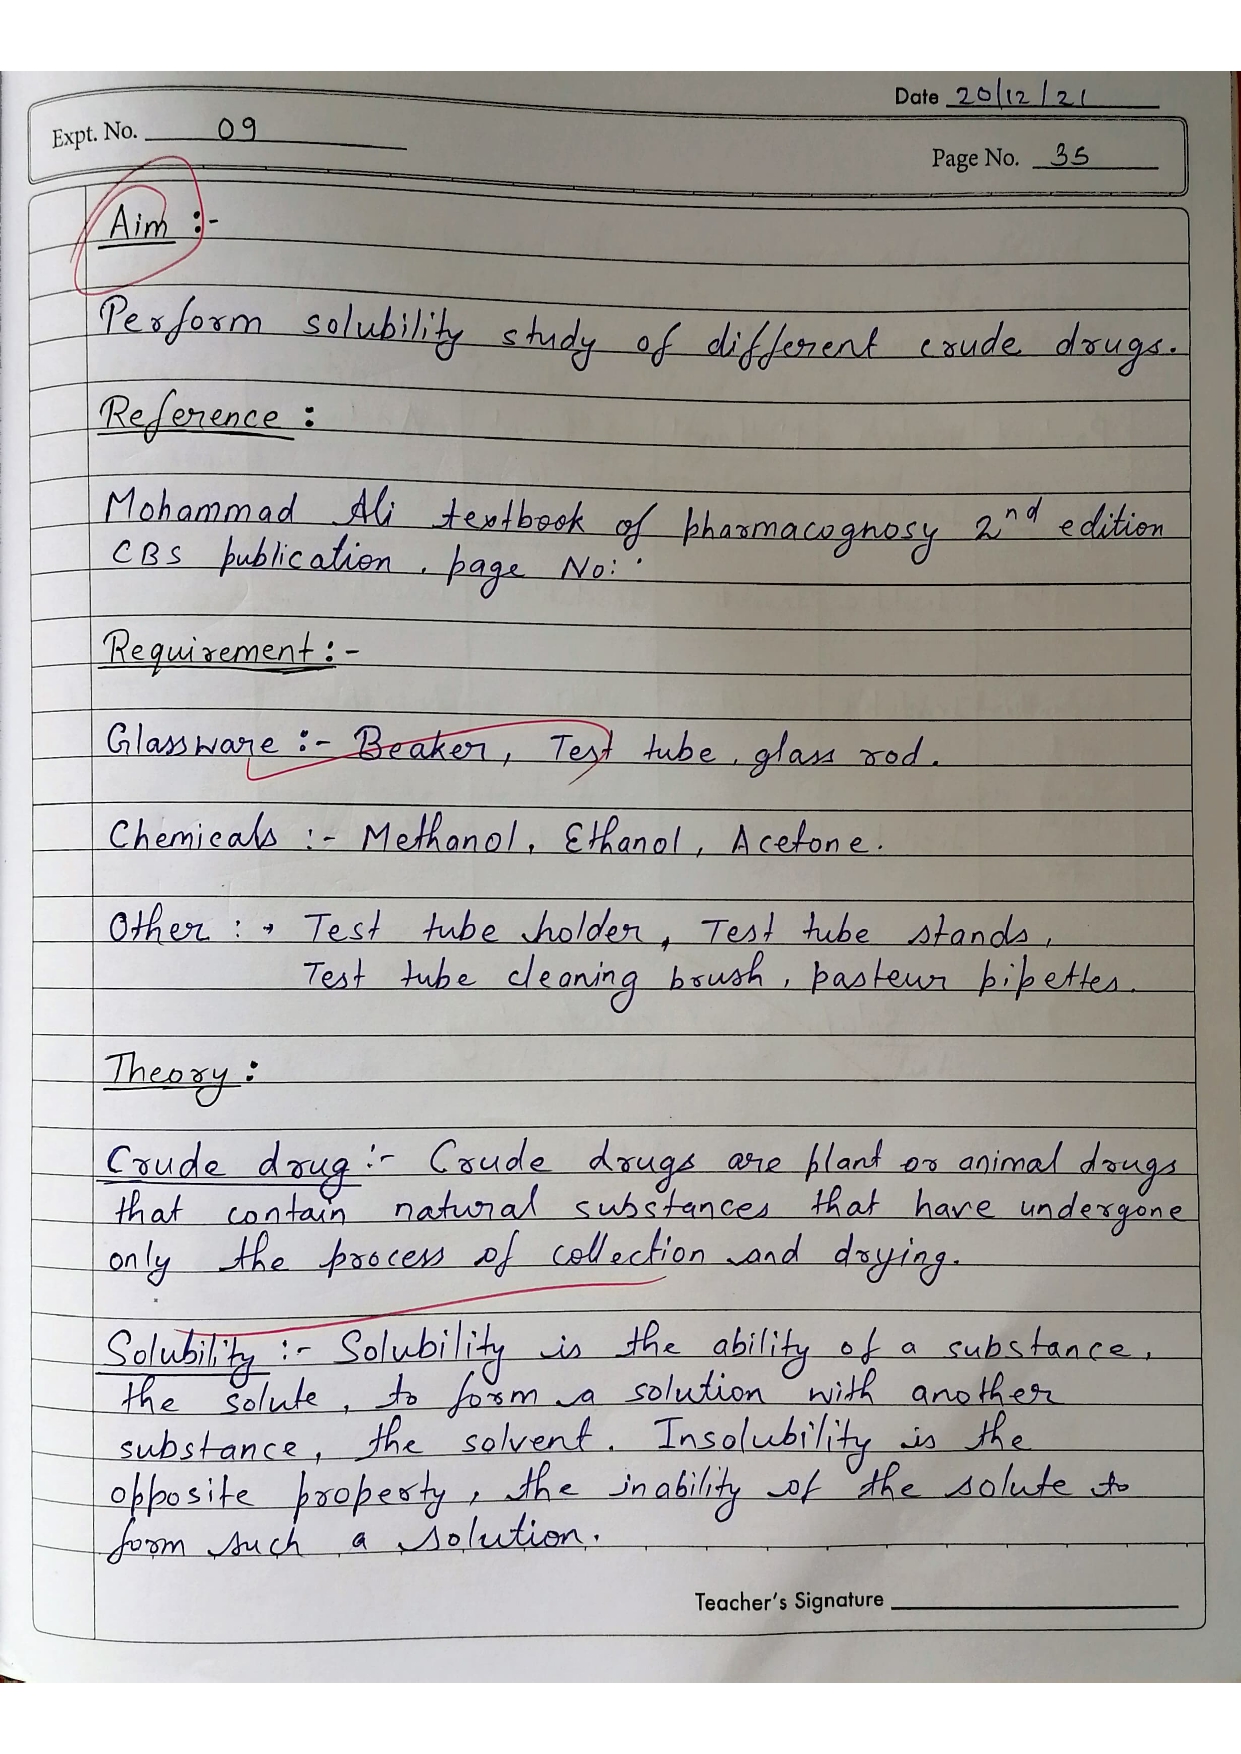 Date 20/12/21
Expt. No. 09
Page No. 35
Aim :-
Perform solubility study of different crude drugs.
Reference :
Mohammad Ali textbook of pharmacognosy 2nd edition
CBS publication, page No:
Requirement :-
Glassware :- Beaker, Test tube, glass rod.
Chemicals :- Methanol, Ethanol, Acetone.
Other : → Test tube holder, Test tube stands,
Test tube cleaning brush, pasteur pipettes.
Theory :
Crude drug :- Crude drugs are plant or animal drugs
that contain natural substances that have undergone
only the process of collection and drying.
Solubility :- Solubility is the ability of a substance,
the solute, to form a solution with another
substance, the solvent. Insolubility is the
opposite property, the inability of the solute to
form such a solution.
Teacher's Signature